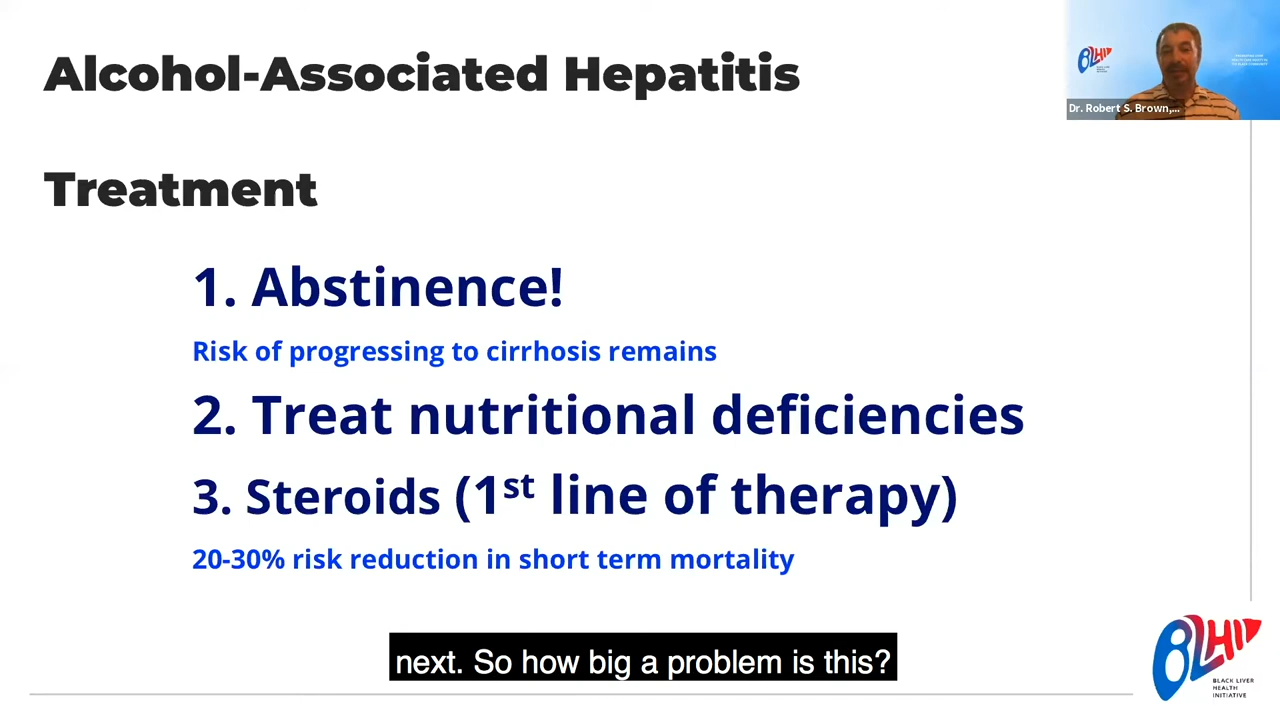 Alcohol-Associated Hepatitis
Treatment
1. Abstinence!
Risk of progressing to cirrhosis remains
2. Treat nutritional deficiencies
3. Steroids (1st line of therapy)
20-30% risk reduction in short term mortality
next. So how big a problem is this?
Dr. Robert S. Brown,...
BLHI
BLACK LIVER
HEALTH
INITIATIVE